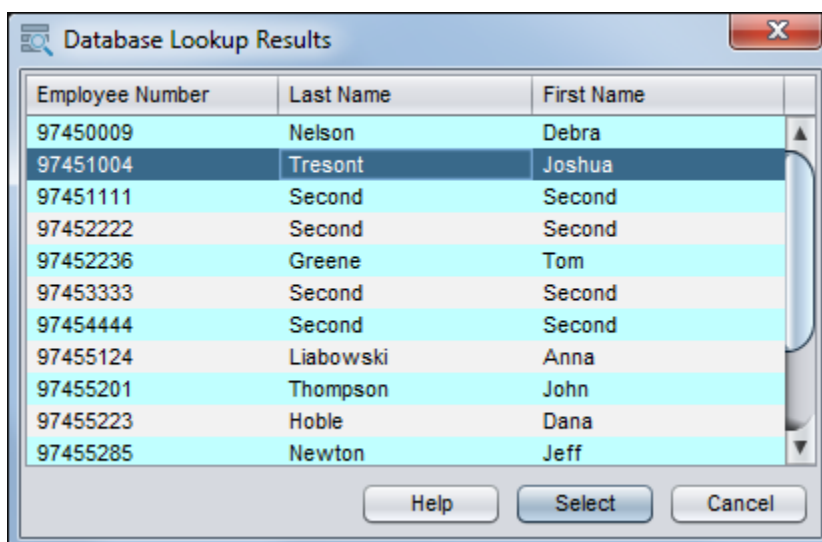 Database Lookup Results
Employee Number Last Name First Name
97450009 Nelson Debra
97451004 Tresont Joshua
97451111 Second Second
97452222 Second Second
97452236 Greene Tom
97453333 Second Second
97454444 Second Second
97455124 Liabowski Anna
97455201 Thompson John
97455223 Hoble Dana
97455285 Newton Jeff
Help Select Cancel